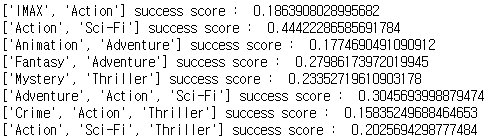 ['IMAX', 'Action'] success score :  0.1863908028995682
['Action', 'Sci-Fi'] success score :  0.44422286585691784
['Animation', 'Adventure'] success score :  0.1774690491090912
['Fantasy', 'Adventure'] success score :  0.27986173972019945
['Mystery', 'Thriller'] success score :  0.23352719610903178
['Adventure', 'Action', 'Sci-Fi'] success score :  0.3045693998879474
['Crime', 'Action', 'Thriller'] success score :  0.15835249688464653
['Action', 'Sci-Fi', 'Thriller'] success score :  0.2025694298777484